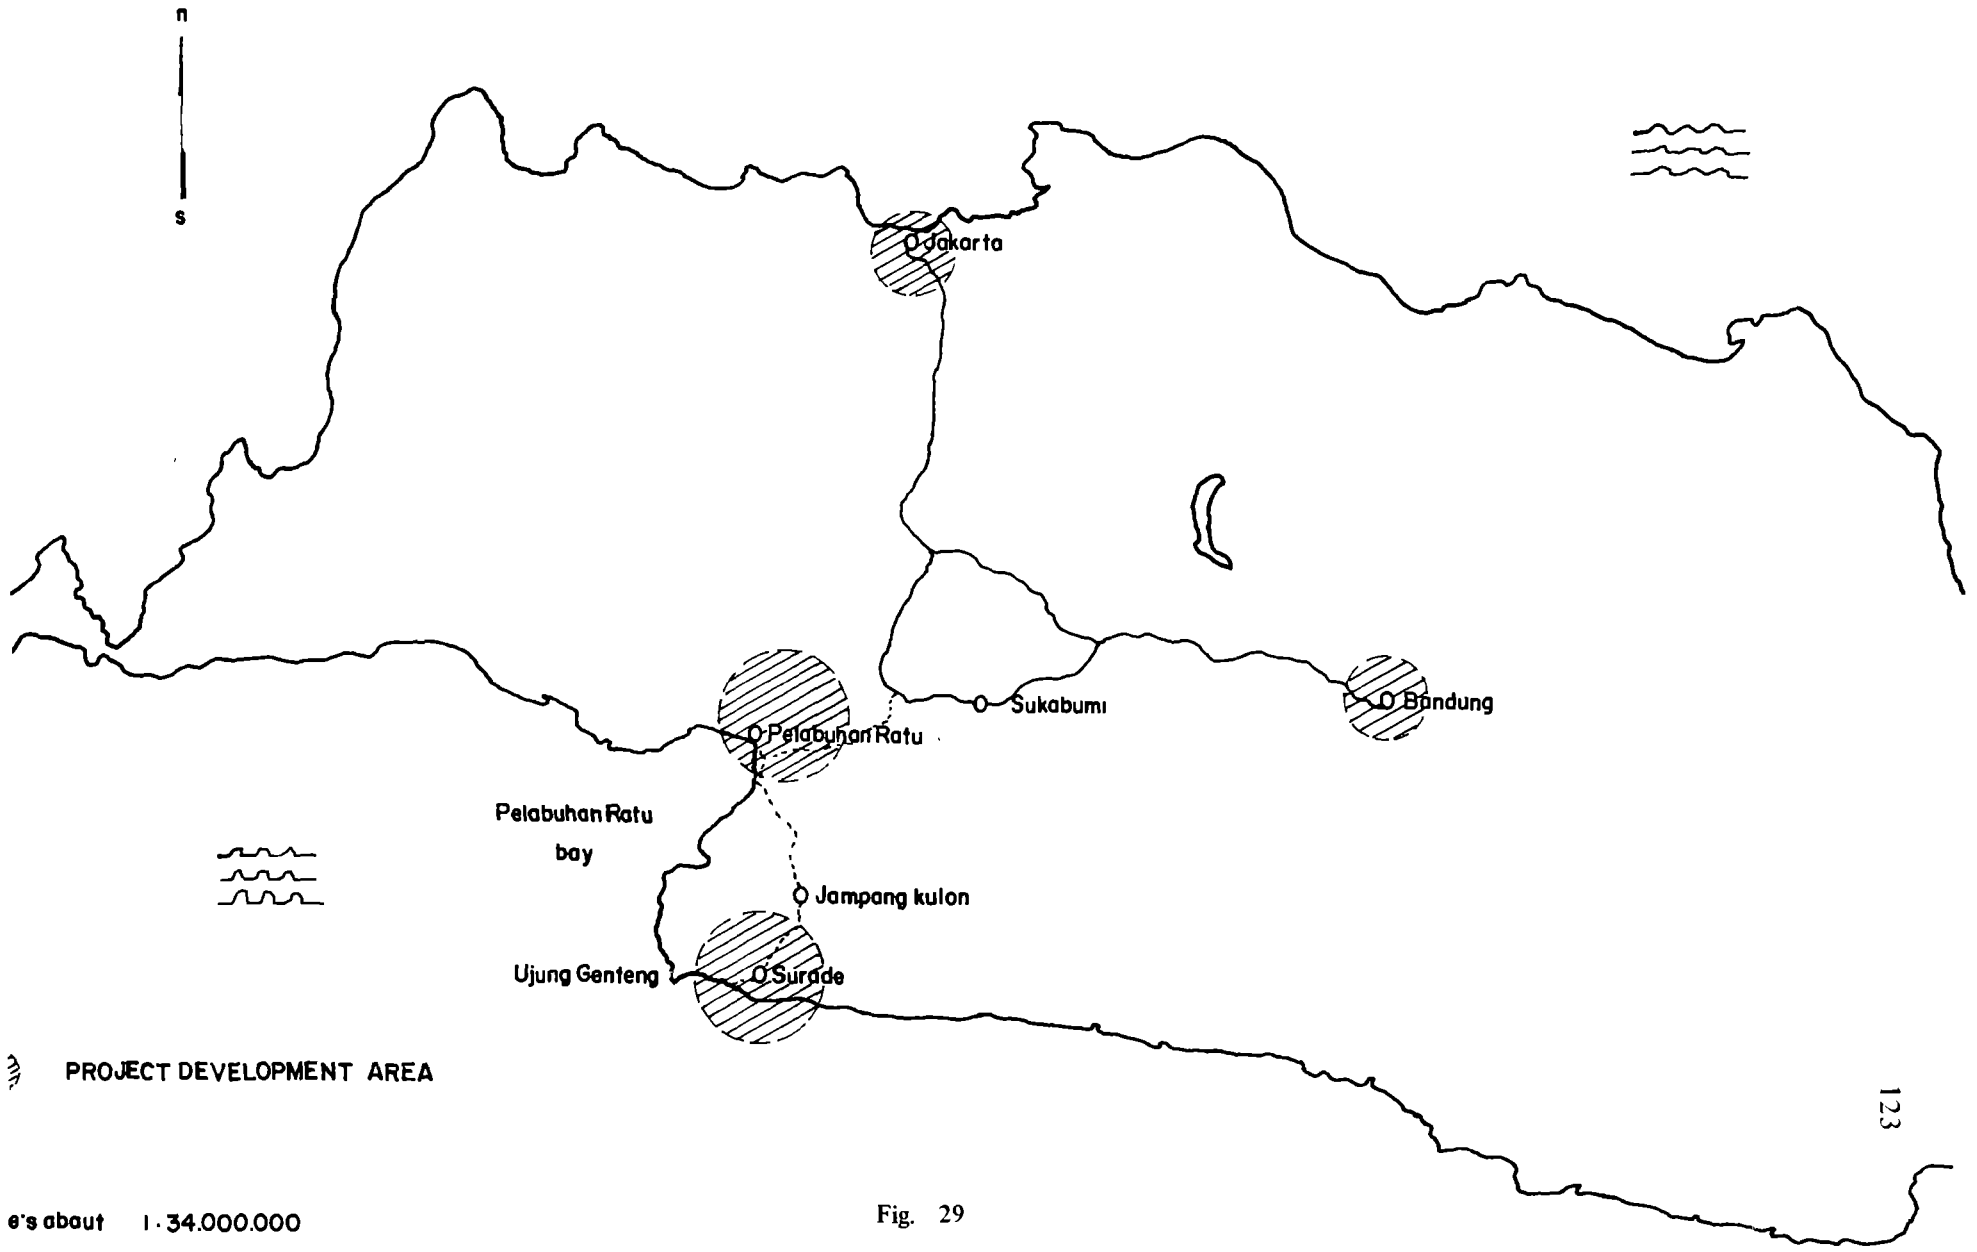 n
s
Jakarta
Sukabumi
Bandung
Pelabuhan Ratu
Pelabuhan Ratu
bay
Jampang kulon
Ujung Genteng
Surade
PROJECT DEVELOPMENT AREA
123
e's about 1.34.000.000
Fig. 29